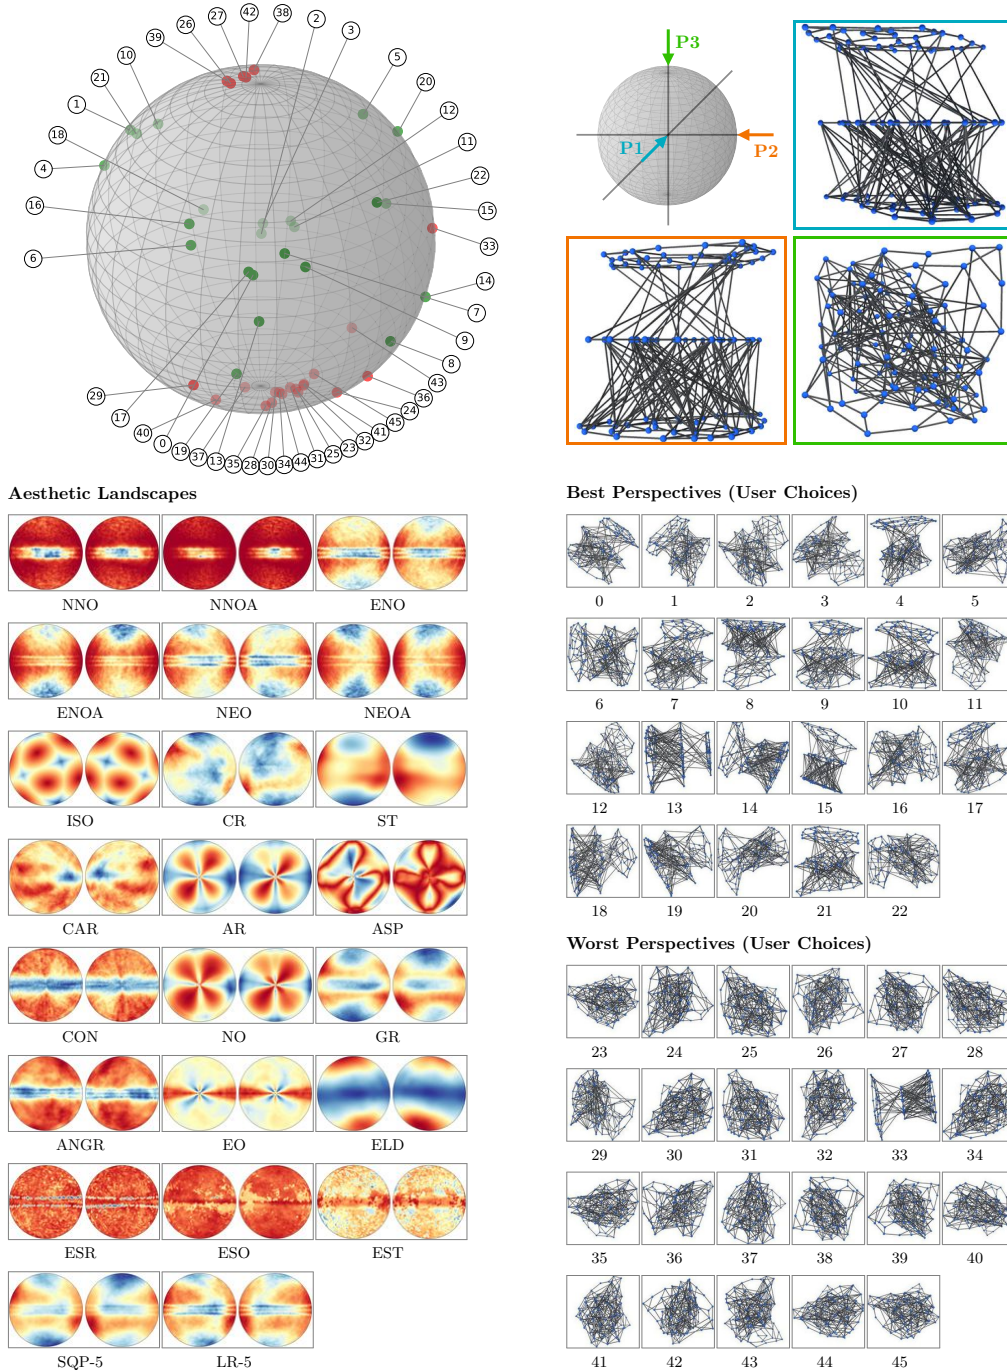 42
27
2
26
38
3
39
5
10
20
21
12
1
11
18
22
4
15
16
33
6
14
7
9
8
43
29
36
17
24
40
45
0
41
19
32
37
23
13
25
35
31
28
44
30
34
P3
P1
P2
Aesthetic Landscapes
NNO NNOA ENO
ENOA NEO NEOA
ISO CR ST
CAR AR ASP
CON NO GR
ANGR EO ELD
ESR ESO EST
SQP-5 LR-5
Best Perspectives (User Choices)
0 1 2 3 4 5
6 7 8 9 10 11
12 13 14 15 16 17
18 19 20 21 22
Worst Perspectives (User Choices)
23 24 25 26 27 28
29 30 31 32 33 34
35 36 37 38 39 40
41 42 43 44 45